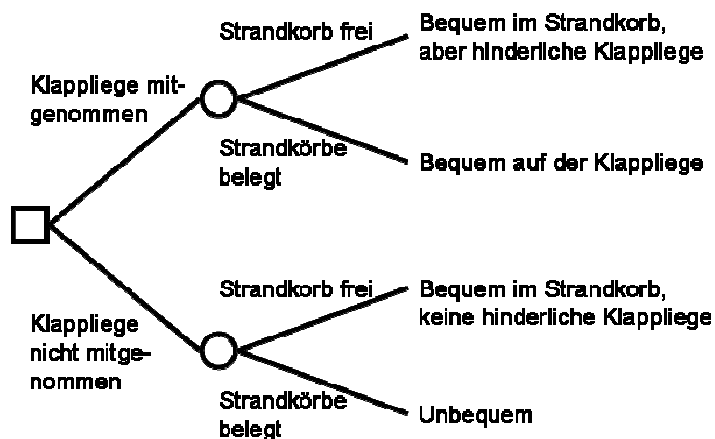 Strandkorb frei
Bequem im Strandkorb,
aber hinderliche Klappliege
Klappliege mit-
genommen
Strandkörbe
belegt
Bequem auf der Klappliege
Strandkorb frei
Bequem im Strandkorb,
keine hinderliche Klappliege
Klappliege
nicht mitge-
nommen
Strandkörbe
belegt
Unbequem